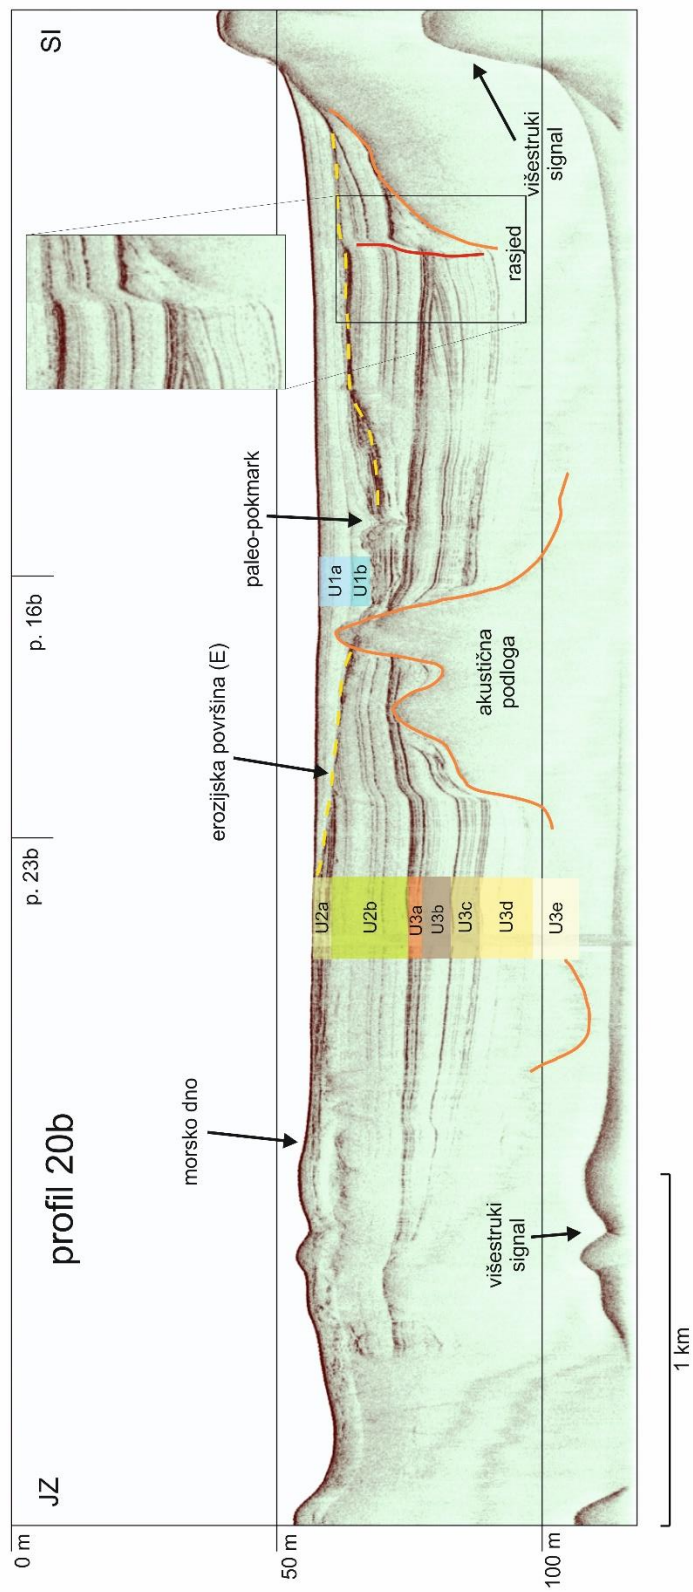 profil 20b
JZ
SI
p. 23b
p. 16b
0 m
50 m
100 m
morsko dno
erozijska površina (E)
paleo-pokmark
U1a
U1b
U2a
U2b
U3a
U3b
U3c
U3d
U3e
akustična
podloga
rasjed
višestruki
signal
višestruki
signal
1 km